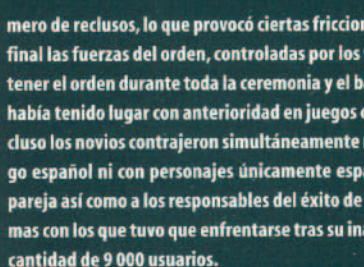 mero de reclusos, lo que provocó ciertas friccion
final las fuerzas del orden, controladas por los
tener el orden durante toda la ceremonia y el b
había tenido lugar con anterioridad en juegos
cluso los novios contrajeron simultáneamente
go español ni con personajes únicamente esp
pareja así como a los responsables del éxito de
mas con los que tuvo que enfrentarse tras su in
cantidad de 9 000 usuarios.